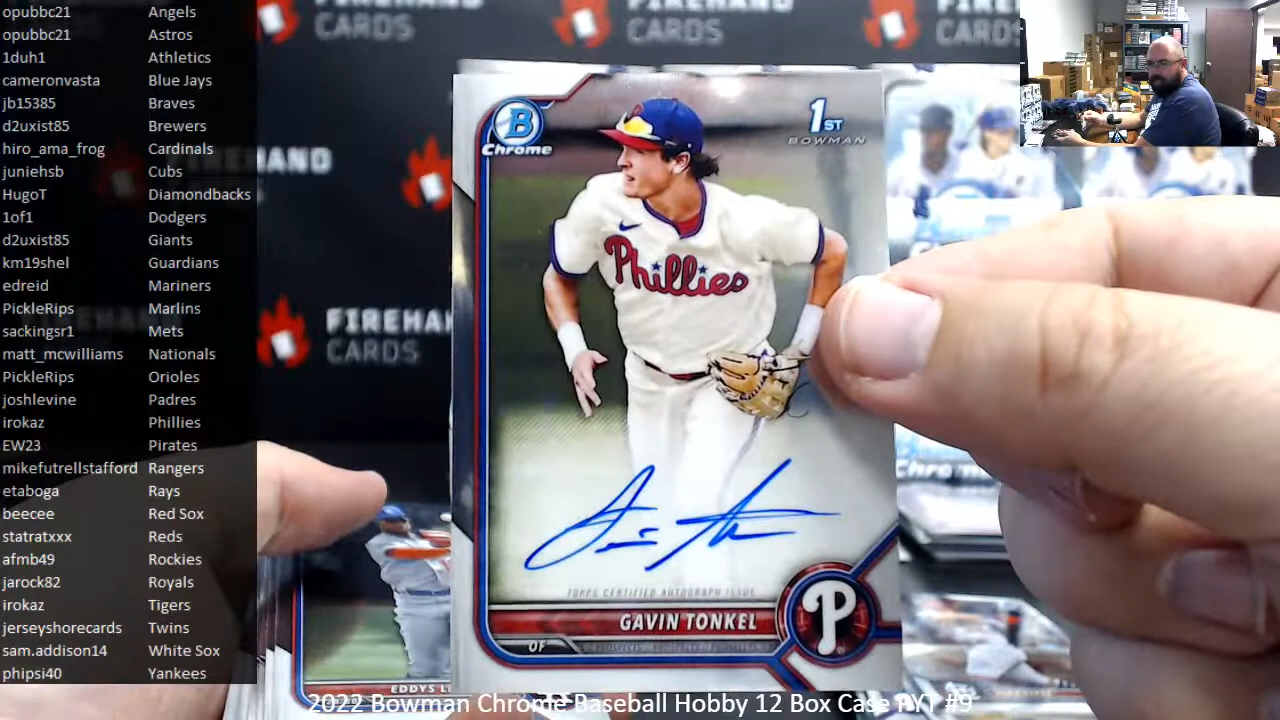 opubbc21 Angels
opubbc21 Astros
1duh1 Athletics
cameronvasta Blue Jays
jb15385 Braves
d2uxist85 Brewers
hiro_ama_frog Cardinals
juniehsb Cubs
HugoT Diamondbacks
1of1 Dodgers
d2uxist85 Giants
km19shel Guardians
edreid Mariners
PickleRips Marlins
sackingsr1 Mets
matt_mcwilliams Nationals
PickleRips Orioles
joshlevine Padres
irokaz Phillies
EW23 Pirates
mikefutrellstafford Rangers
etaboga Rays
beecee Red Sox
statratxxx Reds
afmb49 Rockies
jarock82 Royals
irokaz Tigers
jerseyshorecards Twins
sam.addison14 White Sox
phipsi40 Yankees
CARDS
CARDS
FIREHAND
FIREHAN
CARDS
B
Chrome
1ST
BOWMAN
Phillies
TOPPS CERTIFIED AUTOGRAPH ISSUE
GAVIN TONKEL
OF
P
Chrome
EDDYS
2022 Bowman Chrome Baseball Hobby 12 Box Case PYT #9